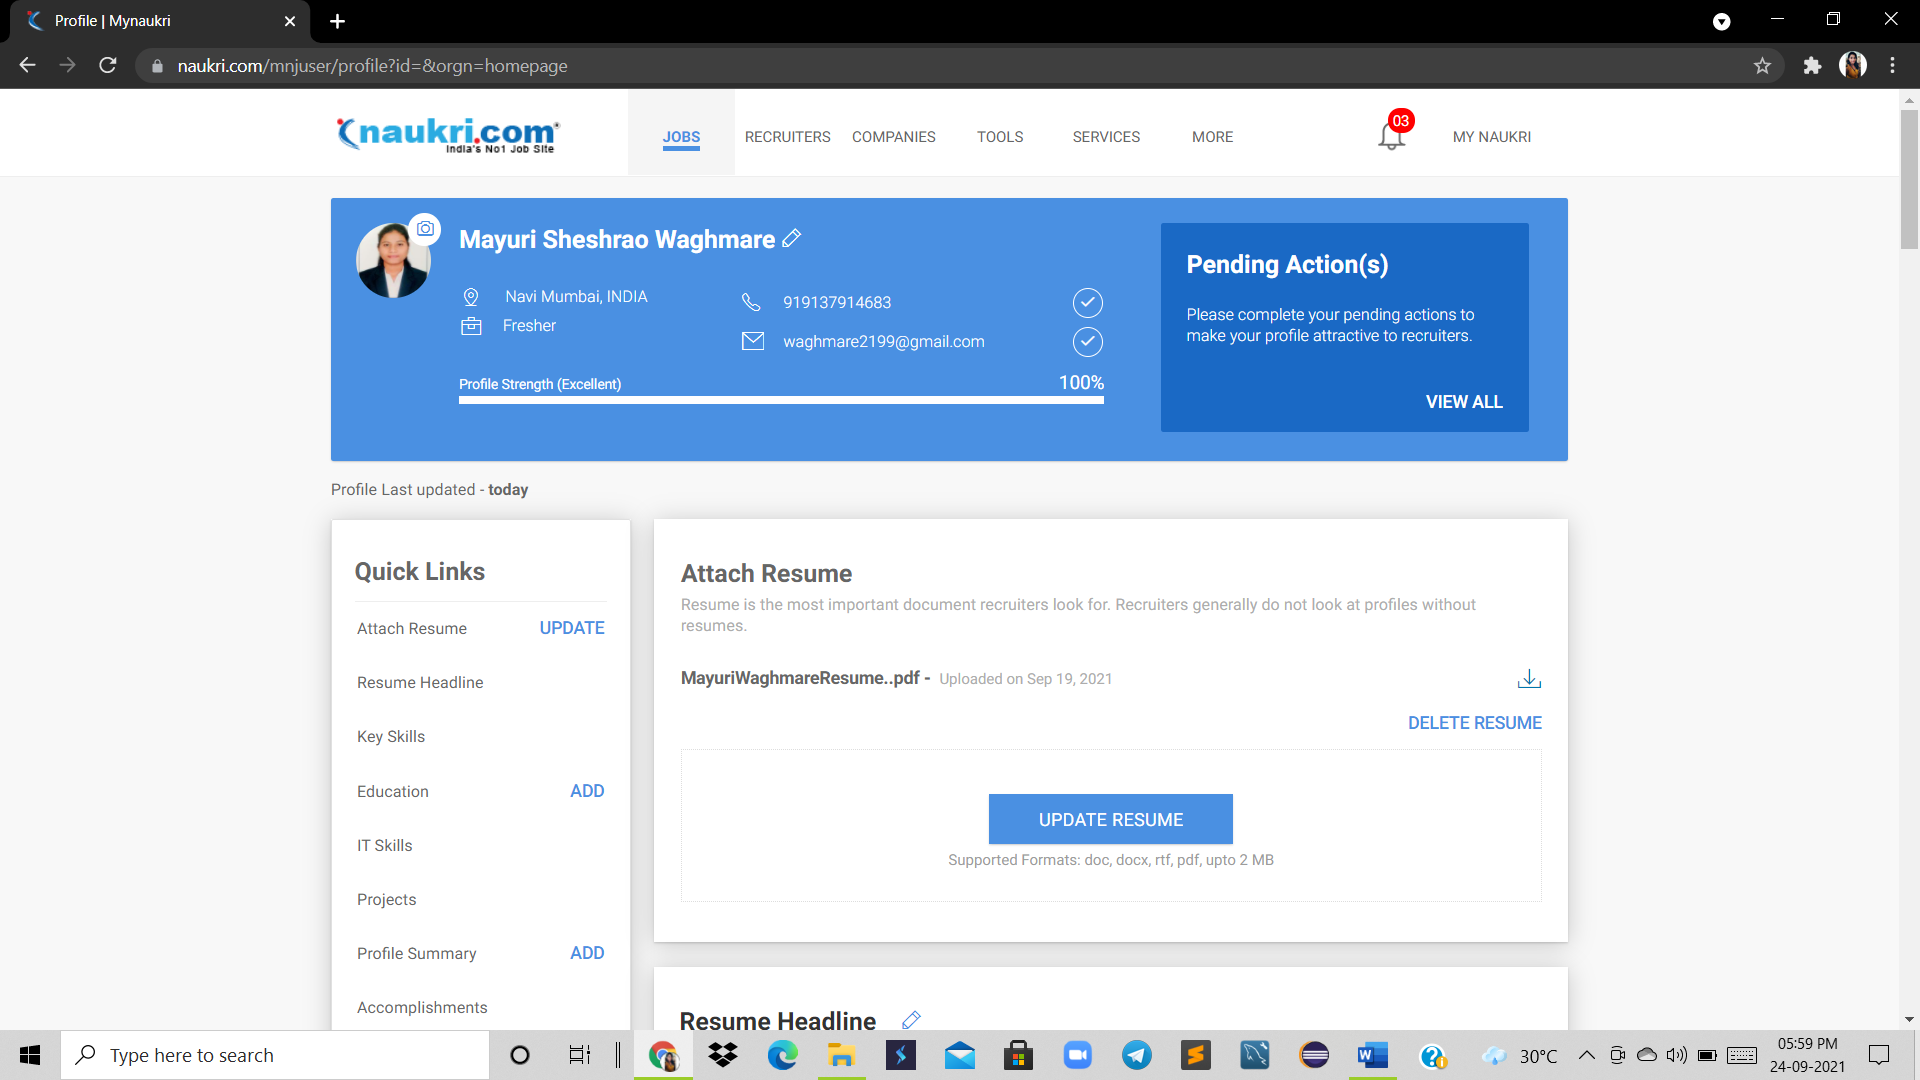 Profile | Mynaukri
naukri.com/mnjuser/profile?id=&orgn=homepage
naukri.com
India's No1 Job Site
JOBS
RECRUITERS
COMPANIES
TOOLS
SERVICES
MORE
03
MY NAUKRI
Mayuri Sheshrao Waghmare
Navi Mumbai, INDIA
Fresher
919137914683
waghmare2199@gmail.com
Profile Strength (Excellent)
100%
Pending Action(s)
Please complete your pending actions to
make your profile attractive to recruiters.
VIEW ALL
Profile Last updated - today
Quick Links
Attach Resume UPDATE
Resume Headline
Key Skills
Education ADD
IT Skills
Projects
Profile Summary ADD
Accomplishments
Attach Resume
Resume is the most important document recruiters look for. Recruiters generally do not look at profiles without
resumes.
MayuriWaghmareResume..pdf - Uploaded on Sep 19, 2021
DELETE RESUME
UPDATE RESUME
Supported Formats: doc, docx, rtf, pdf, upto 2 MB
Resume Headline
Type here to search
30°C
05:59 PM
24-09-2021